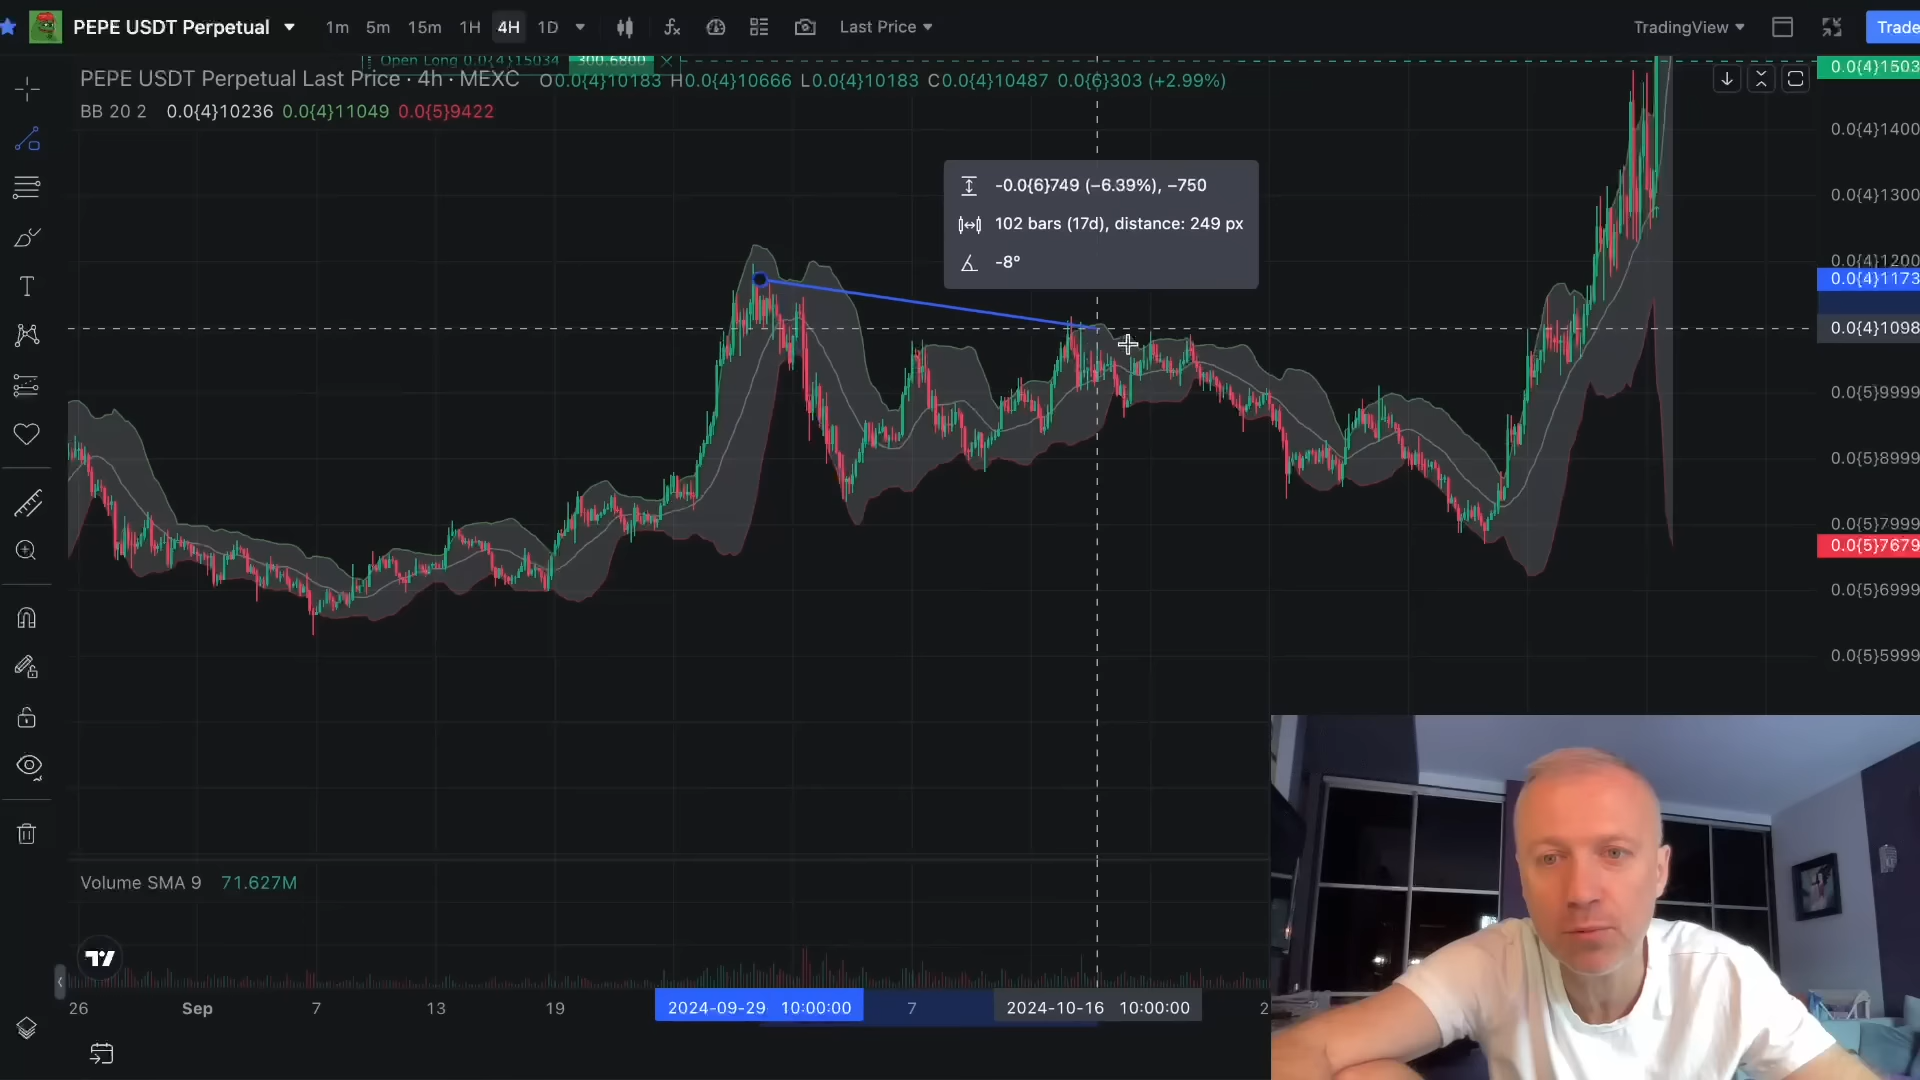 PEPE USDT Perpetual 1m 5m 15m 1H 4H 1D Last Price TradingView Trade
Open Long 0.0{4}15034 300.6800
PEPE USDT Perpetual Last Price · 4h · MEXC O0.0{4}10183 H0.0{4}10666 L0.0{4}10183 C0.0{4}10487 0.0{6}303 (+2.99%)
BB 20 2 0.0{4}10236 0.0{4}11049 0.0{5}9422
0.0{4}1503
0.0{4}1400
0.0{4}1300
0.0{4}1200
0.0{4}1173
0.0{4}1098
0.0{5}9999
0.0{5}8999
0.0{5}7999
0.0{5}7679
0.0{5}6999
0.0{5}5999
-0.0{6}749 (−6.39%), −750
102 bars (17d), distance: 249 px
-8°
Volume SMA 9 71.627M
26 Sep 7 13 19 2024-09-29 10:00:00 7 2024-10-16 10:00:00 2